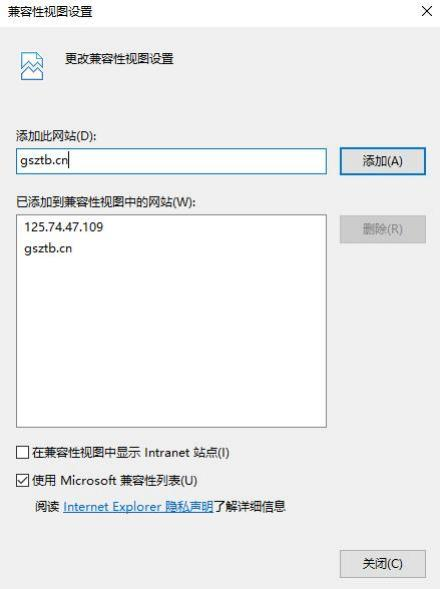 兼容性视图设置
更改兼容性视图设置
添加此网站(D):
gsztb.cn
添加(A)
已添加到兼容性视图中的网站(W):
125.74.47.109
删除(R)
gsztb.cn
在兼容性视图中显示 Intranet 站点(I)
使用 Microsoft 兼容性列表(U)
阅读 Internet Explorer 隐私声明了解详细信息
关闭(C)